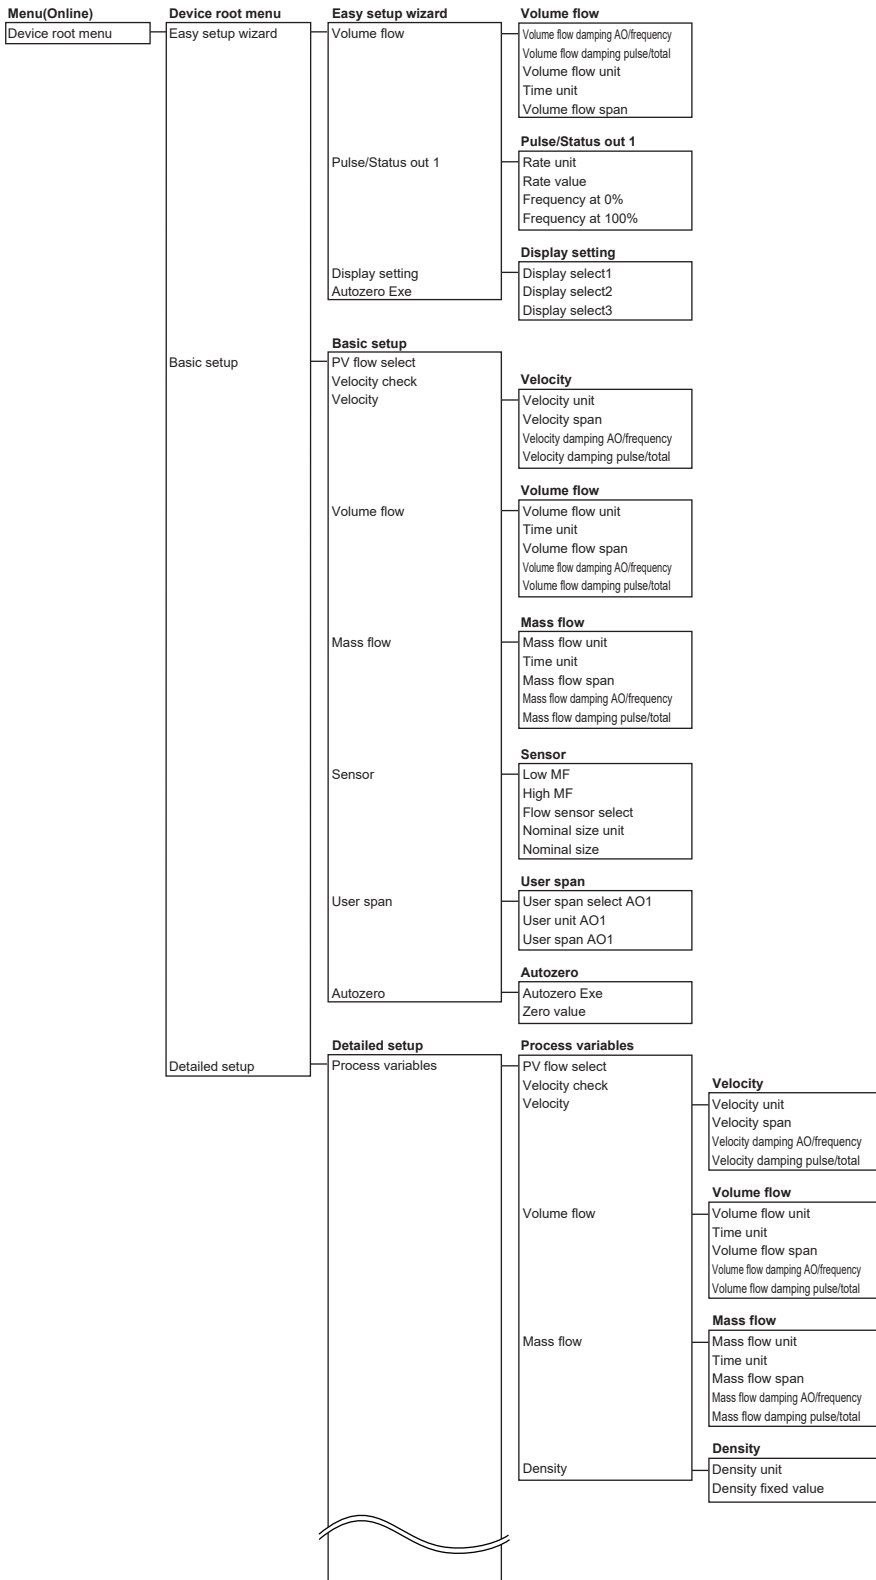 Menu(Online) Device root menu Easy setup wizard Volume flow
Device root menu Easy setup wizard Volume flow Volume flow damping AO/frequency
Volume flow damping pulse/total
Volume flow unit
Time unit
Volume flow span
Pulse/Status out 1
Pulse/Status out 1 Rate unit
Rate value
Frequency at 0%
Frequency at 100%
Display setting
Display setting Display select1
Autozero Exe Display select2
Display select3
Basic setup
Basic setup PV flow select
Velocity check Velocity
Velocity Velocity unit
Velocity span
Velocity damping AO/frequency
Velocity damping pulse/total
Volume flow
Volume flow Volume flow unit
Time unit
Volume flow span
Volume flow damping AO/frequency
Volume flow damping pulse/total
Mass flow
Mass flow Mass flow unit
Time unit
Mass flow span
Mass flow damping AO/frequency
Mass flow damping pulse/total
Sensor
Sensor Low MF
High MF
Flow sensor select
Nominal size unit
Nominal size
User span
User span User span select AO1
User unit AO1
User span AO1
Autozero
Autozero Autozero Exe
Zero value
Detailed setup Process variables
Detailed setup Process variables PV flow select
Velocity check Velocity
Velocity Velocity unit
Velocity span
Velocity damping AO/frequency
Velocity damping pulse/total
Volume flow
Volume flow Volume flow unit
Time unit
Volume flow span
Volume flow damping AO/frequency
Volume flow damping pulse/total
Mass flow
Mass flow Mass flow unit
Time unit
Mass flow span
Mass flow damping AO/frequency
Mass flow damping pulse/total
Density
Density Density unit
Density fixed value